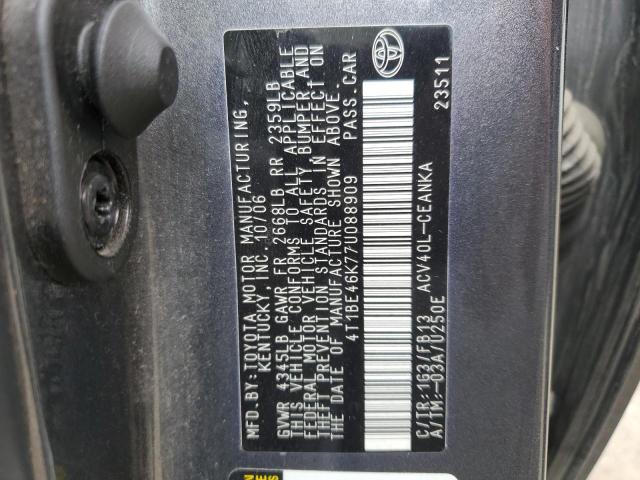 MFD.BY:TOYOTA MOTOR MANUFACTURING,
KENTUCKY, INC. 10/06
GVWR 4345LB GAWR FR 2668LB RR 2359LB
THIS VEHICLE CONFORMS TO ALL APPLICABLE
FEDERAL MOTOR VEHICLE SAFETY BUMPER, AND
THEFT PREVENTION STANDARDS IN EFFECT ON
THE DATE OF MANUFACTURE SHOWN ABOVE.
4T1BE46K77U088909 PASS.CAR
C/TR:1G3/FB13 ACV40L-CEANKA
A/TM:-03A/U250E 23511